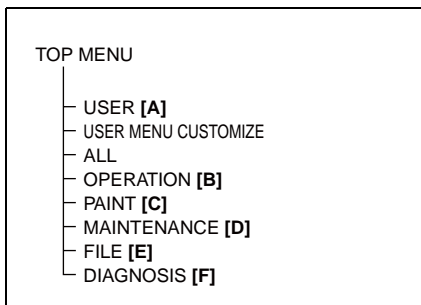 TOP MENU
USER [A]
USER MENU CUSTOMIZE
ALL
OPERATION [B]
PAINT [C]
MAINTENANCE [D]
FILE [E]
DIAGNOSIS [F]